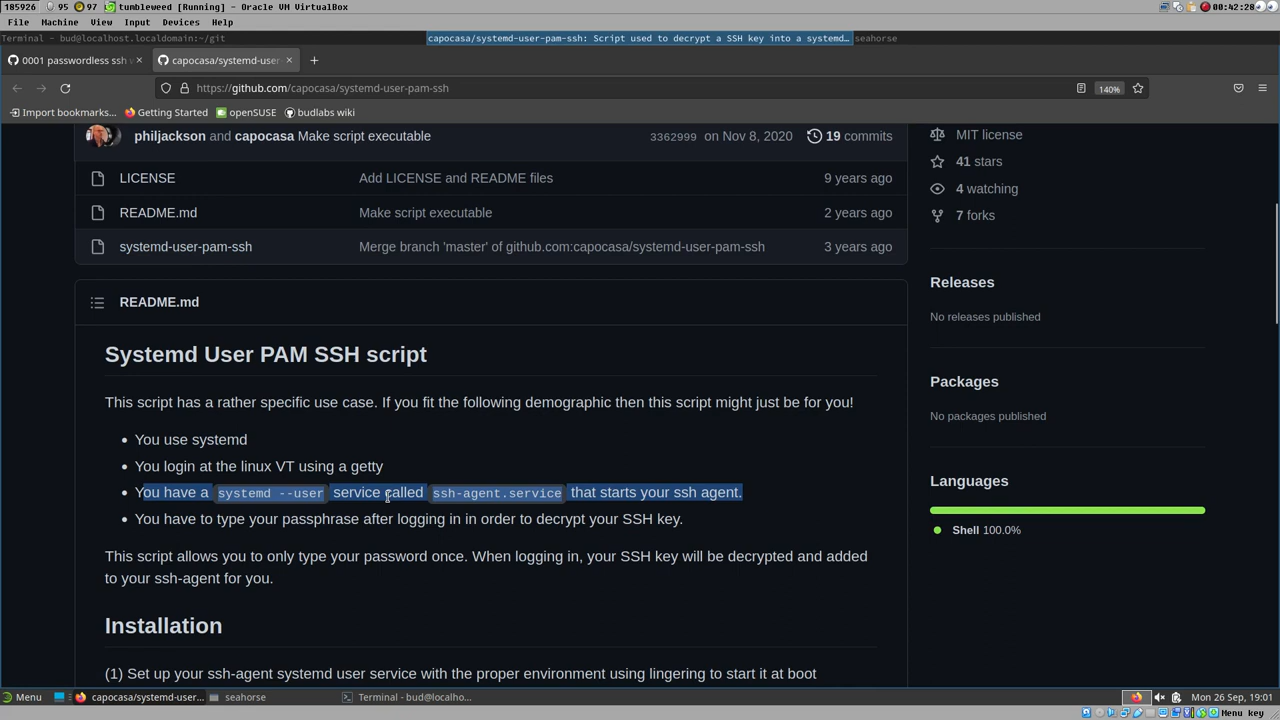 185926 95 97 tumbleweed [Running] - Oracle VM VirtualBox 00:42:28
File Machine View Input Devices Help
Terminal - bud@localhost.localdomain:~/git capocasa/systemd-user-pam-ssh: Script used to decrypt a SSH key into a systemd… seahorse
0001 passwordless ssh capocasa/systemd-user-
https://github.com/capocasa/systemd-user-pam-ssh 140%
Import bookmarks... Getting Started openSUSE budlabs wiki
philjackson and capocasa Make script executable 3362999 on Nov 8, 2020 19 commits
LICENSE Add LICENSE and README files 9 years ago
README.md Make script executable 2 years ago
systemd-user-pam-ssh Merge branch 'master' of github.com:capocasa/systemd-user-pam-ssh 3 years ago
MIT license
41 stars
4 watching
7 forks
README.md
Systemd User PAM SSH script
This script has a rather specific use case. If you fit the following demographic then this script might just be for you!
• You use systemd
• You login at the linux VT using a getty
• You have a systemd --user service called ssh-agent.service that starts your ssh agent.
• You have to type your passphrase after logging in in order to decrypt your SSH key.
This script allows you to only type your password once. When logging in, your SSH key will be decrypted and added
to your ssh-agent for you.
Installation
(1) Set up your ssh-agent systemd user service with the proper environment using lingering to start it at boot
Releases
No releases published
Packages
No packages published
Languages
Shell 100.0%
Menu capocasa/systemd-user... seahorse Terminal - bud@localho... Mon 26 Sep, 19:01
Menu key